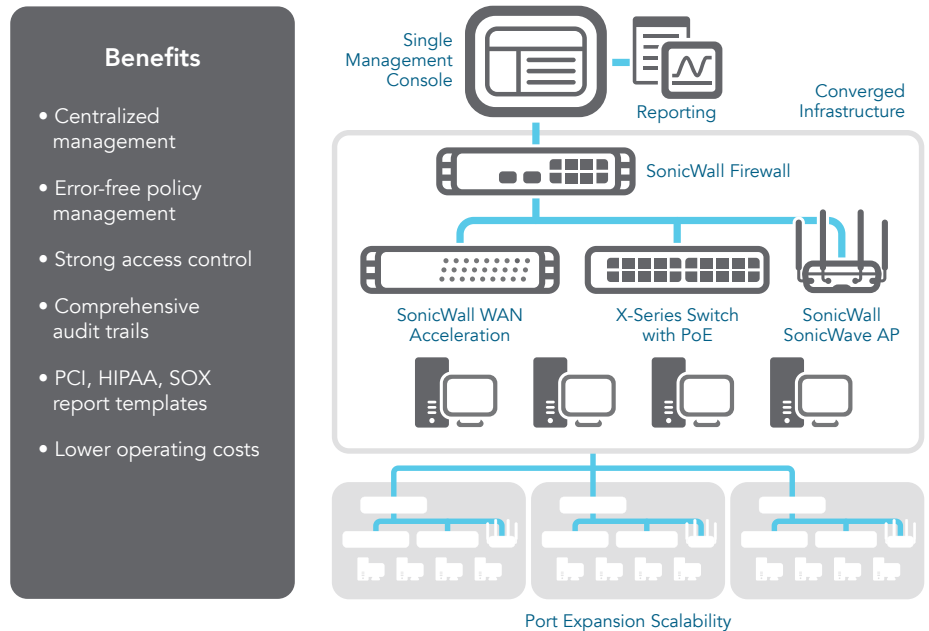 Benefits
• Centralized
management
• Error-free policy
management
• Strong access control
• Comprehensive
audit trails
• PCI, HIPAA, SOX
report templates
• Lower operating costs
Single
Management
Console
Reporting
Converged
Infrastructure
SonicWall Firewall
SonicWall WAN
Acceleration
X-Series Switch
with PoE
SonicWall
SonicWave AP
Port Expansion Scalability